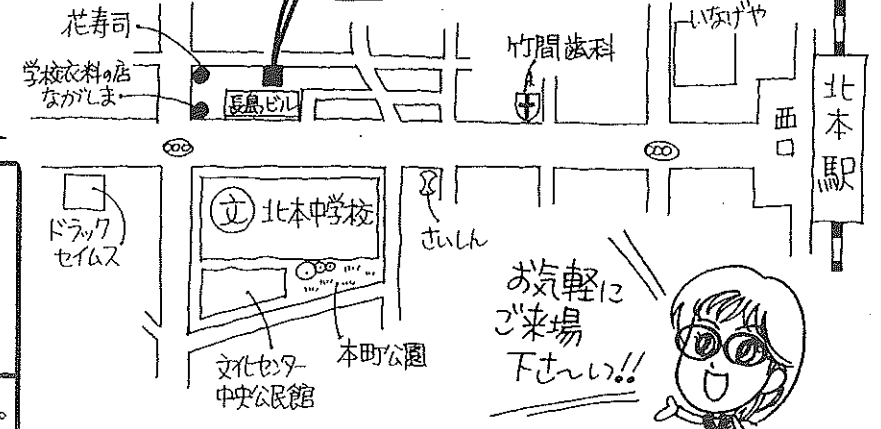 花寿司
学校衣料の店
ながしま
長島ビル
竹間歯科
いなげや
西口
北本駅
ドラック
セイムス
文
北本中学校
さいしん
文化センター
中央公民館
本町公園
お気軽に
ご来場
下さ〜いっ!!